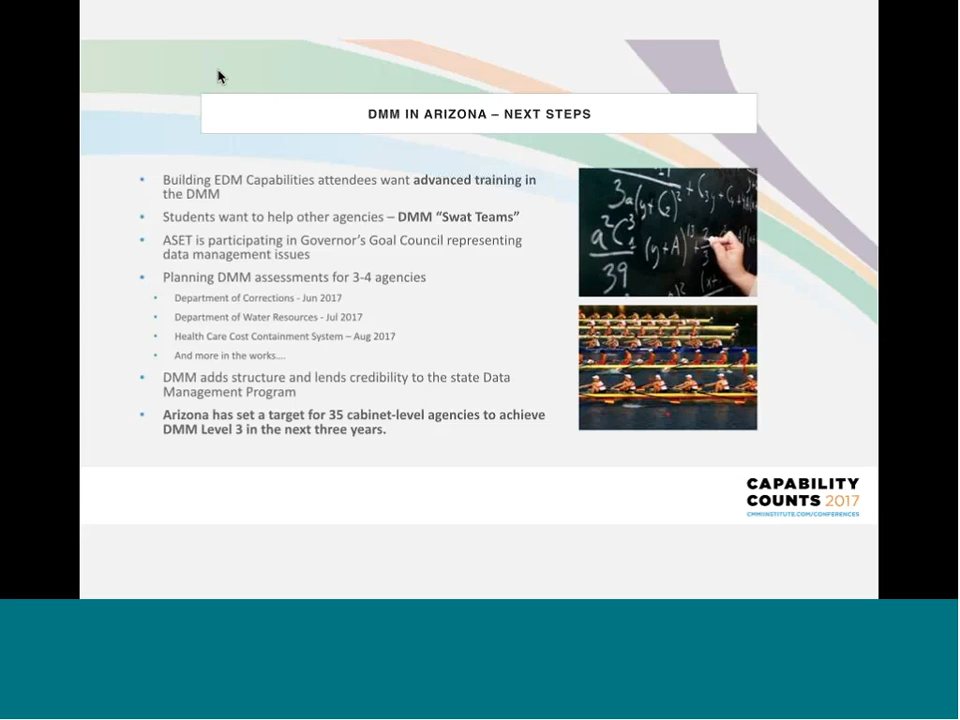 DMM IN ARIZONA – NEXT STEPS
• Building EDM Capabilities attendees want advanced training in
the DMM
• Students want to help other agencies – DMM “Swat Teams”
• ASET is participating in Governor’s Goal Council representing
data management issues
• Planning DMM assessments for 3-4 agencies
• Department of Corrections - Jun 2017
• Department of Water Resources - Jul 2017
• Health Care Cost Containment System – Aug 2017
• And more in the works....
• DMM adds structure and lends credibility to the state Data
Management Program
• Arizona has set a target for 35 cabinet-level agencies to achieve
DMM Level 3 in the next three years.
CAPABILITY
COUNTS 2017
CMMIINSTITUTE.COM/CONFERENCES